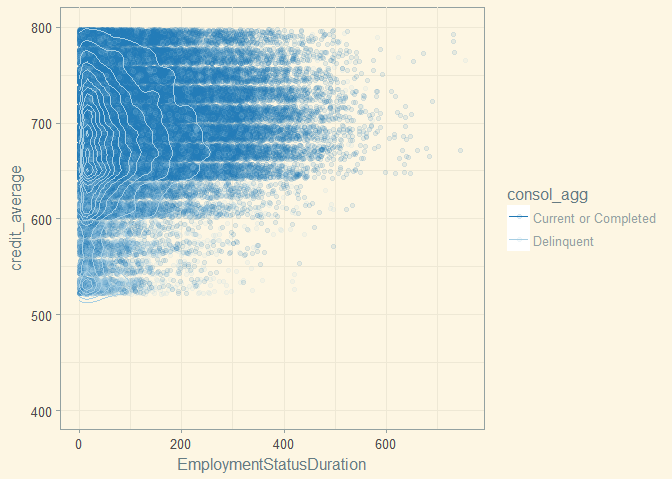 800
700
600
500
400
credit_average
0
200
400
600
EmploymentStatusDuration
consol_agg
Current or Completed
Delinquent